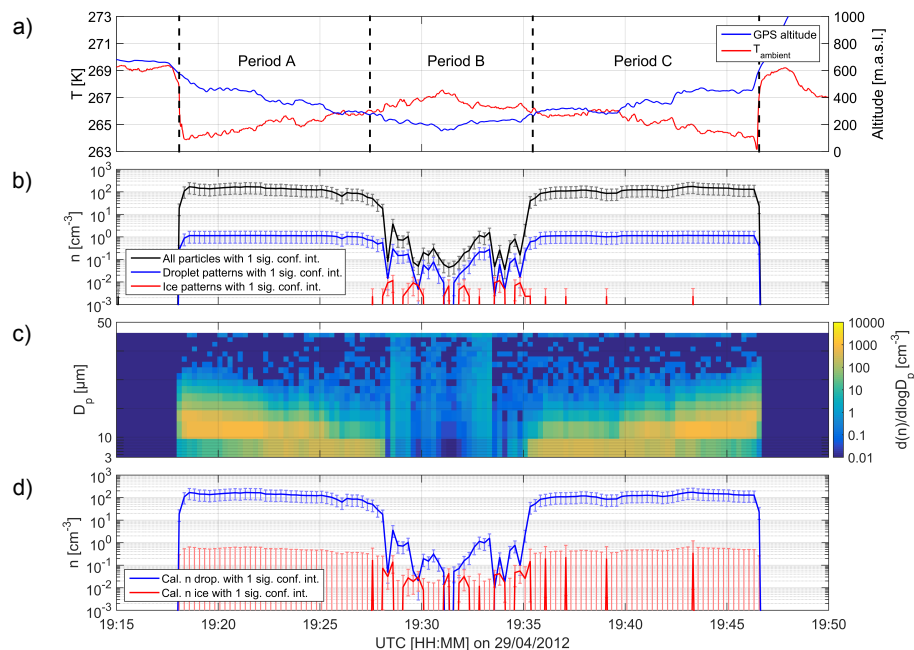 a)
273
271
269
267
265
263
T [K]
Period A
Period B
Period C
GPS altitude
T_ambient
1000
800
600
400
200
0
Altitude [m.a.s.l.]
b)
10^3
10^2
10^1
10^0
10^-1
10^-2
10^-3
n [cm^-3]
All particles with 1 sig. conf. int.
Droplet patterns with 1 sig. conf. int.
Ice patterns with 1 sig. conf. int.
c)
50
10
3
D_p [µm]
10000
1000
100
10
1
0.1
0.01
d(n)/dlogD_p [cm^-3]
d)
10^3
10^2
10^1
10^0
10^-1
10^-2
10^-3
n [cm^-3]
Cal. n drop. with 1 sig. conf. int.
Cal. n ice with 1 sig. conf. int.
19:15 19:20 19:25 19:30 19:35 19:40 19:45 19:50
UTC [HH:MM] on 29/04/2012